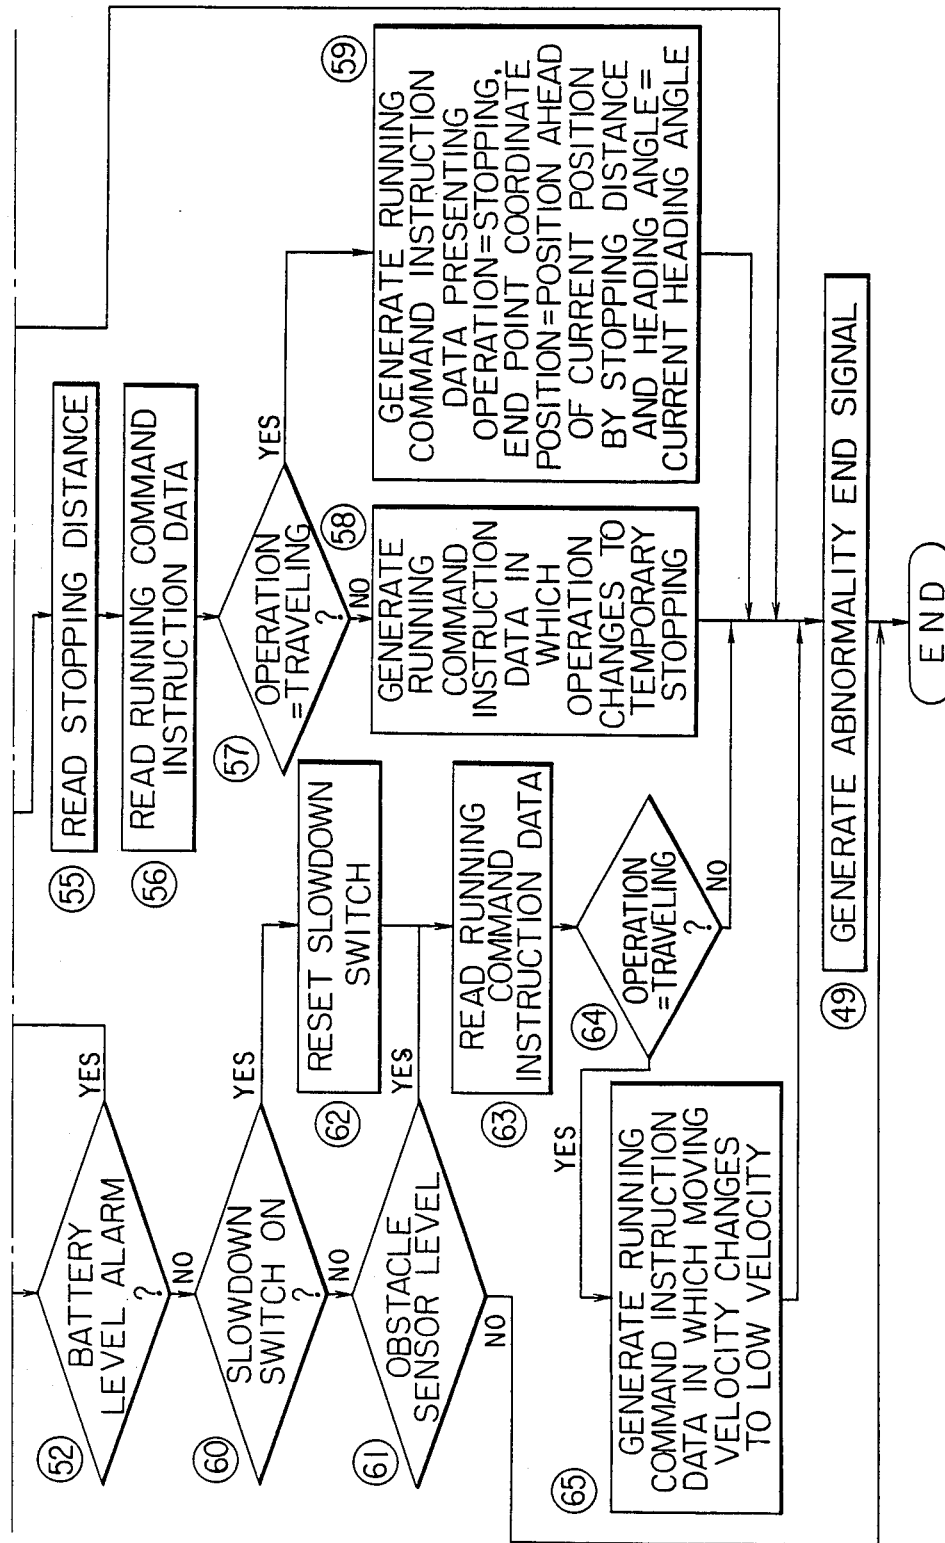 52
BATTERY
LEVEL ALARM
?
YES
NO
60
SLOWDOWN
SWITCH ON
?
YES
NO
61
OBSTACLE
SENSOR LEVEL
YES
NO
62
RESET SLOWDOWN
SWITCH
63
READ RUNNING
COMMAND
INSTRUCTION DATA
64
OPERATION
=TRAVELING
?
YES
NO
65
GENERATE RUNNING
COMMAND INSTRUCTION
DATA IN WHICH MOVING
VELOCITY CHANGES
TO LOW VELOCITY
55
READ STOPPING DISTANCE
56
READ RUNNING COMMAND
INSTRUCTION DATA
57
OPERATION
=TRAVELING
?
YES
NO
58
GENERATE
RUNNING
COMMAND
INSTRUCTION
DATA IN
WHICH
OPERATION
CHANGES TO
TEMPORARY
STOPPING
59
GENERATE RUNNING
COMMAND INSTRUCTION
DATA PRESENTING
OPERATION=STOPPING,
END POINT COORDINATE
POSITION=POSITION AHEAD
OF CURRENT POSITION
BY STOPPING DISTANCE
AND HEADING ANGLE=
CURRENT HEADING ANGLE
49
GENERATE ABNORMALITY END SIGNAL
END